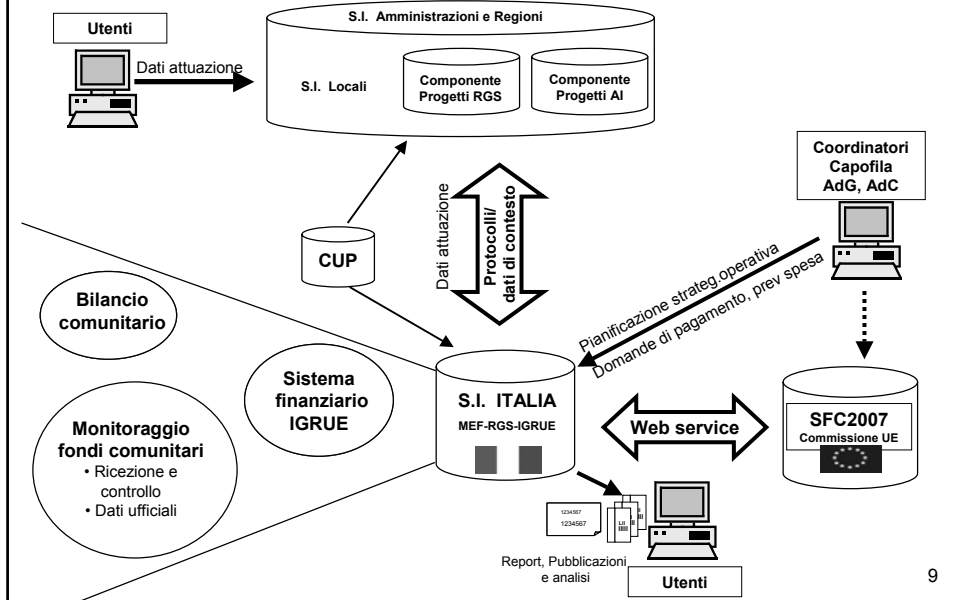 S.I. Amministrazioni e Regioni
Utenti
Dati attuazione
S.I. Locali
Componente
Progetti RGS
Componente
Progetti AI
Coordinatori
Capofila
AdG, AdC
CUP
Dati attuazione
Protocolli/
dati di contesto
Pianificazione strateg.operativa
Domande di pagamento, prev spesa
Bilancio
comunitario
Sistema
finanziario
IGRUE
Monitoraggio
fondi comunitari
• Ricezione e
controllo
• Dati ufficiali
S.I. ITALIA
MEF-RGS-IGRUE
Web service
SFC2007
Commissione UE
1234567
1234567
Report, Pubblicazioni
e analisi
Utenti
9